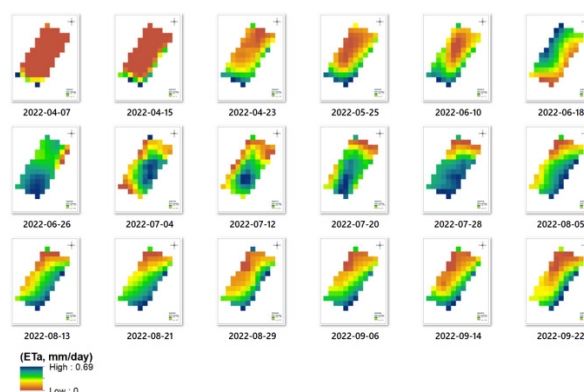 2022-04-07 2022-04-15 2022-04-23 2022-05-25 2022-06-10 2022-06-18
2022-06-26 2022-07-04 2022-07-12 2022-07-20 2022-07-28 2022-08-05
2022-08-13 2022-08-21 2022-08-29 2022-09-06 2022-09-14 2022-09-22
(ETa, mm/day)
High : 0.69
Low : 0